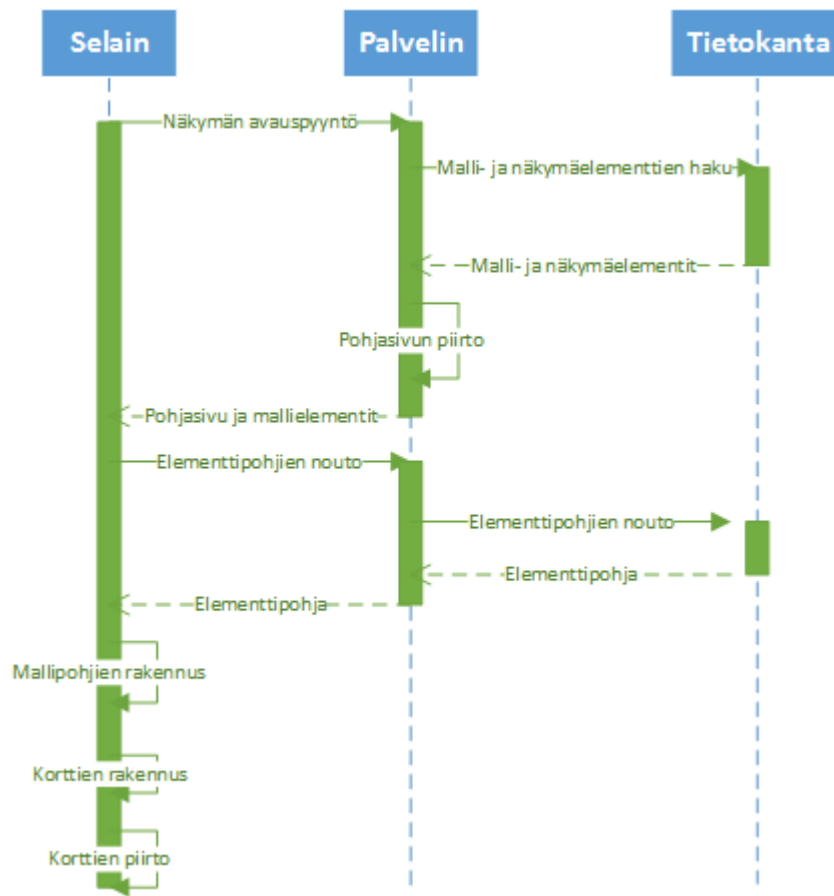 Selain
Palvelin
Tietokanta
Näkymän avauspyyntö
Malli- ja näkymäelementtien haku
Malli- ja näkymäelementit
Pohjasivun piirto
Pohjasivu ja mallielementit
Elementtipohjien nouto
Elementtipohjien nouto
Elementtipohja
Elementtipohja
Mallipohjien rakennus
Korttien rakennus
Korttien piirto